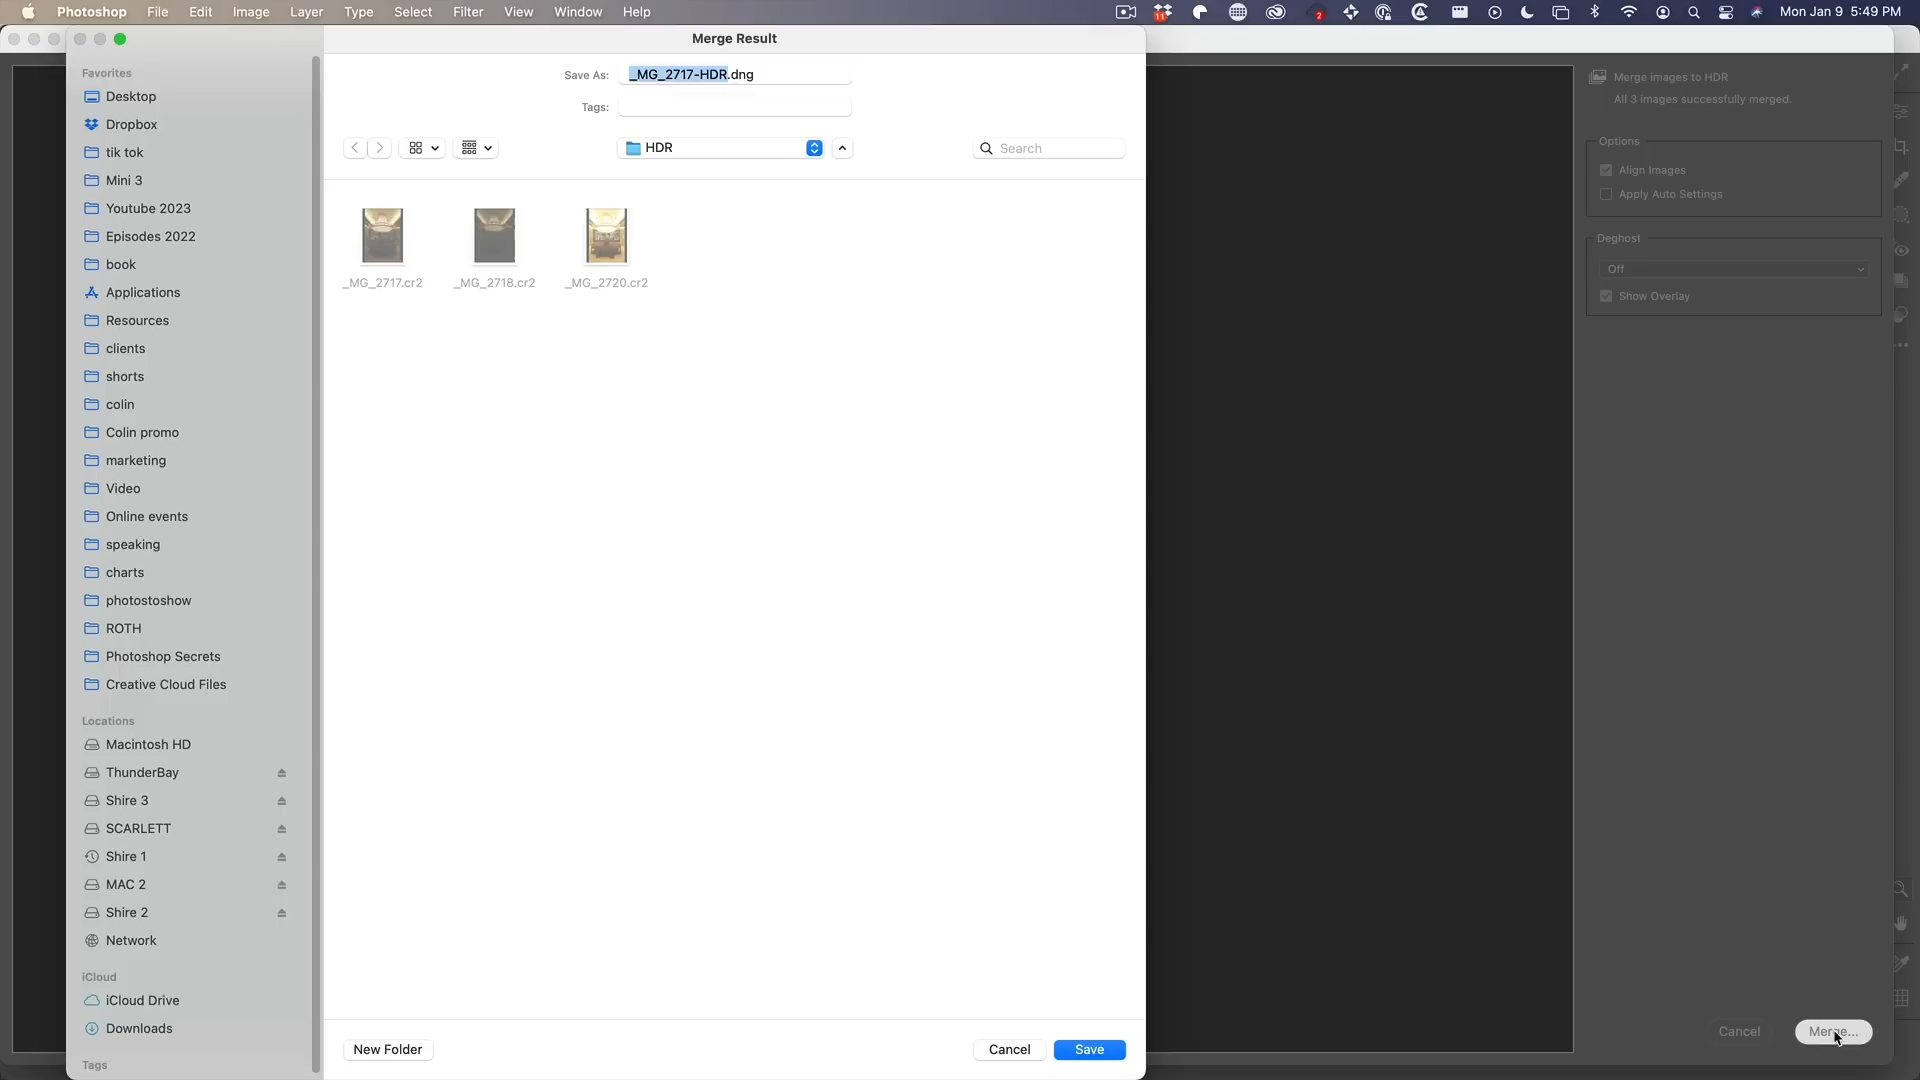 Photoshop File Edit Image Layer Type Select Filter View Window Help
11
2
Mon Jan 9 5:49 PM
Merge Result
Save As: _MG_2717-HDR.dng
Tags:
HDR
Search
_MG_2717.cr2
_MG_2718.cr2
_MG_2720.cr2
Favorites
Desktop
Dropbox
tik tok
Mini 3
Youtube 2023
Episodes 2022
book
Applications
Resources
clients
shorts
colin
Colin promo
marketing
Video
Online events
speaking
charts
photostoshow
ROTH
Photoshop Secrets
Creative Cloud Files
Locations
Macintosh HD
ThunderBay
Shire 3
SCARLETT
Shire 1
MAC 2
Shire 2
Network
iCloud
iCloud Drive
Downloads
Tags
New Folder
Cancel
Save
Merge images to HDR
All 3 images successfully merged.
Options
Align Images
Apply Auto Settings
Deghost
Off
Show Overlay
Cancel
Merge...